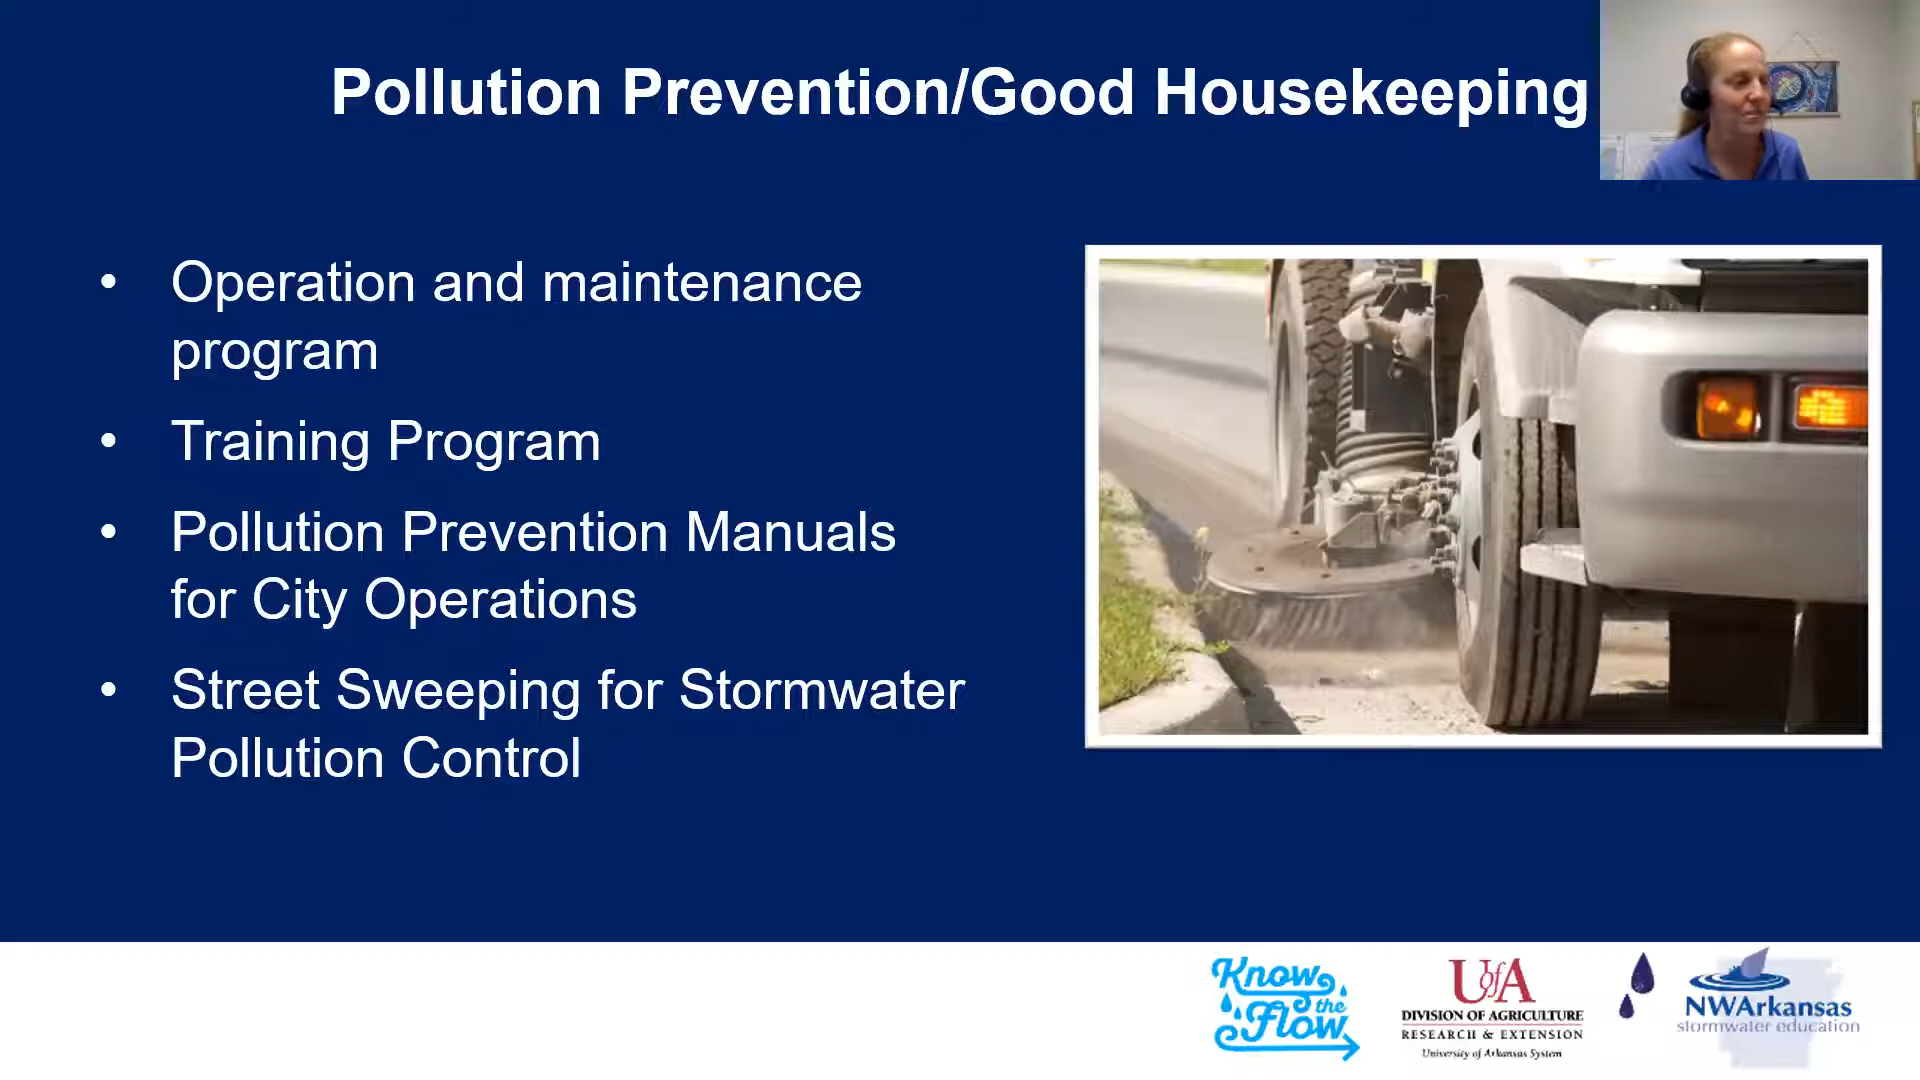 Pollution Prevention/Good Housekeeping
• Operation and maintenance
program
• Training Program
• Pollution Prevention Manuals
for City Operations
• Street Sweeping for Stormwater
Pollution Control
Know
the
Flow
UofA
DIVISION OF AGRICULTURE
RESEARCH & EXTENSION
University of Arkansas System
NWArkansas
stormwater education